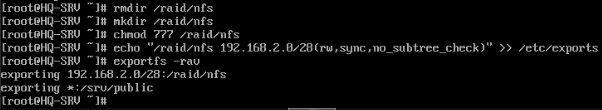 [root@HQ-SRV ~]# rmdir /raid/nfs
[root@HQ-SRV ~]# mkdir /raid/nfs
[root@HQ-SRV ~]# chmod 777 /raid/nfs
[root@HQ-SRV ~]# echo "/raid/nfs 192.168.2.0/28(rw,sync,no_subtree_check)" >> /etc/exports
[root@HQ-SRV ~]# exportfs -rav
exporting 192.168.2.0/28:/raid/nfs
exporting *:/srv/public
[root@HQ-SRV ~]#